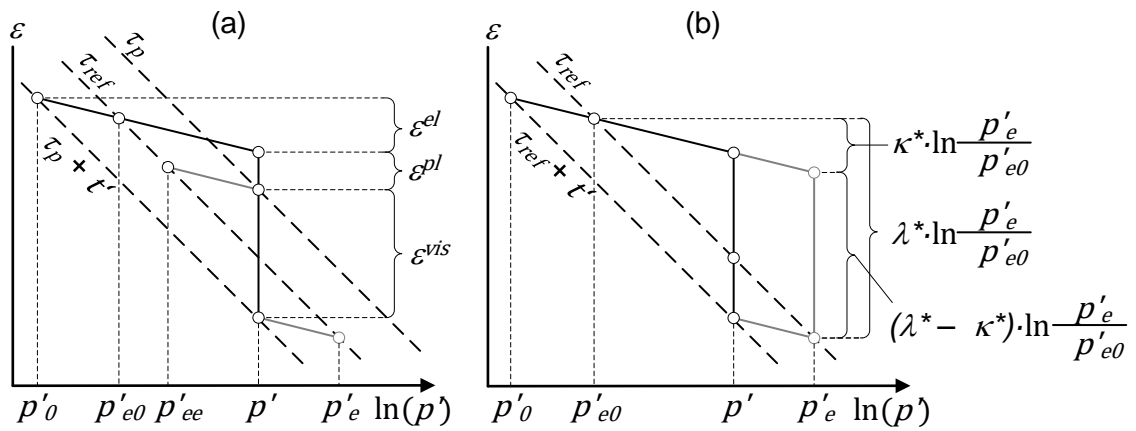 (a)
ε
τp
τref
τp + t'
εel
εpl
εvis
p'0
p'e0
p'ee
p'
p'e
ln(p')
(b)
ε
τref
τref + t'
κ*·ln p'e/p'e0
λ*·ln p'e/p'e0
(λ* − κ*)·ln p'e/p'e0
p'0
p'e0
p'
p'e
ln(p')